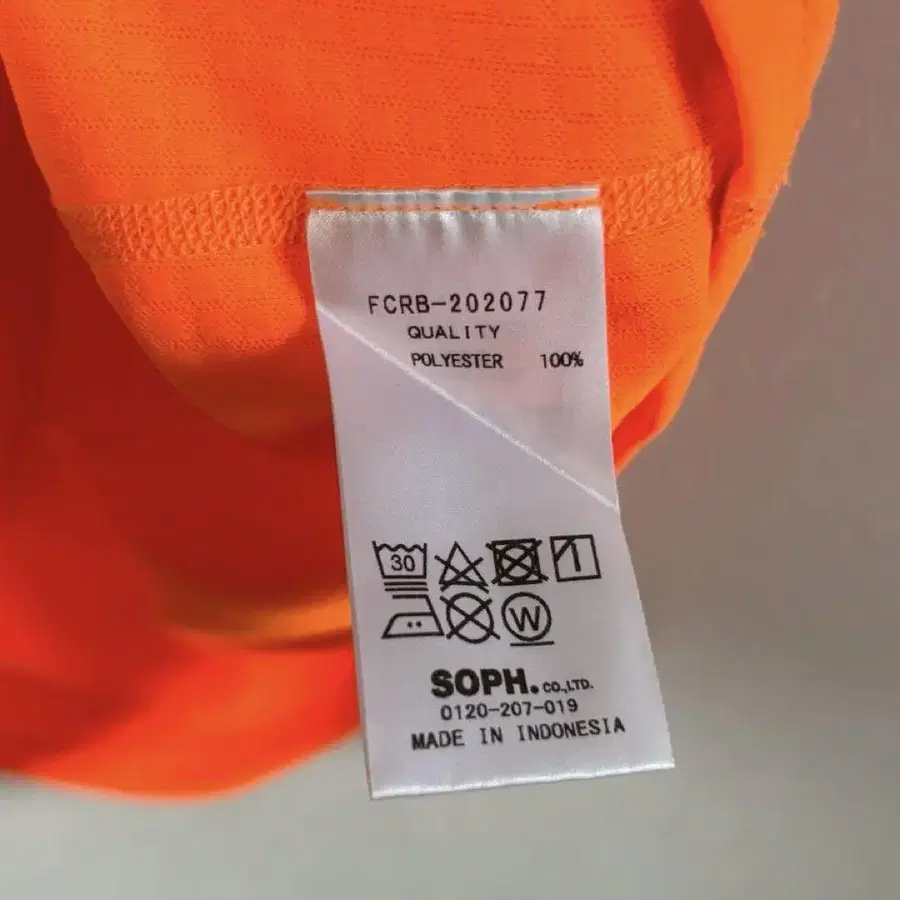 FCRB-202077
QUALITY
POLYESTER 100%
30
W
SOPH. CO.,LTD.
0120-207-019
MADE IN INDONESIA